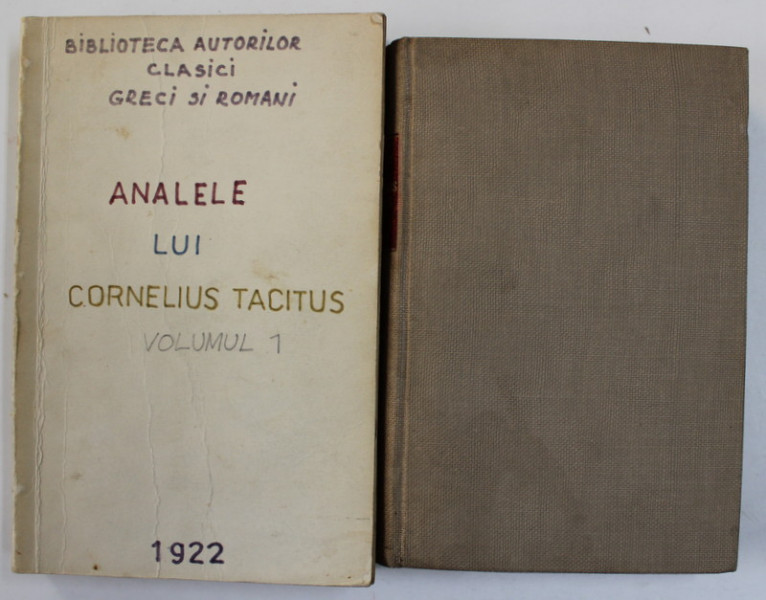 BIBLIOTECA AUTORILOR
CLASICI
GRECI SI ROMANI
ANALELE
LUI
CORNELIUS TACITUS
VOLUMUL 1
1922